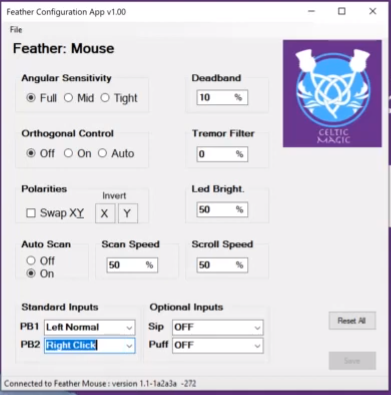 Feather Configuration App v1.00
File
Feather: Mouse
Angular Sensitivity
Full Mid Tight
Deadband
10 %
CELTIC
MAGIC
Orthogonal Control
Off On Auto
Tremor Filter
0 %
Polarities
Invert
Swap XY X Y
Led Bright.
50 %
Auto Scan
Off
On
Scan Speed
50 %
Scroll Speed
50 %
Standard Inputs
PB1 Left Normal
PB2 Right Click
Optional Inputs
Sip OFF
Puff OFF
Reset All
Save
Connected to Feather Mouse : version 1.1-1a2a3a -272